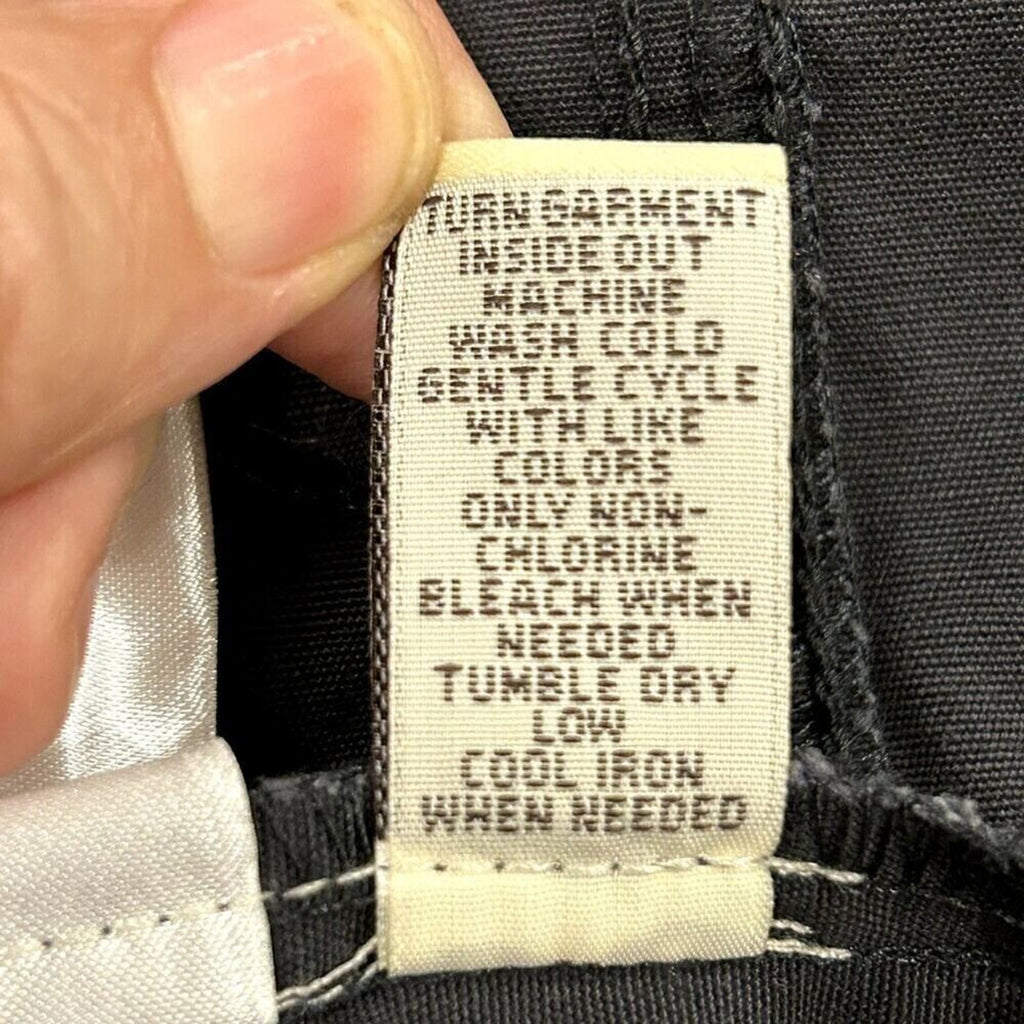 TURN GARMENT
INSIDE OUT
MACHINE
WASH COLD
GENTLE CYCLE
WITH LIKE
COLORS
ONLY NON-
CHLORINE
BLEACH WHEN
NEEDED
TUMBLE DRY
LOW
COOL IRON
WHEN NEEDED